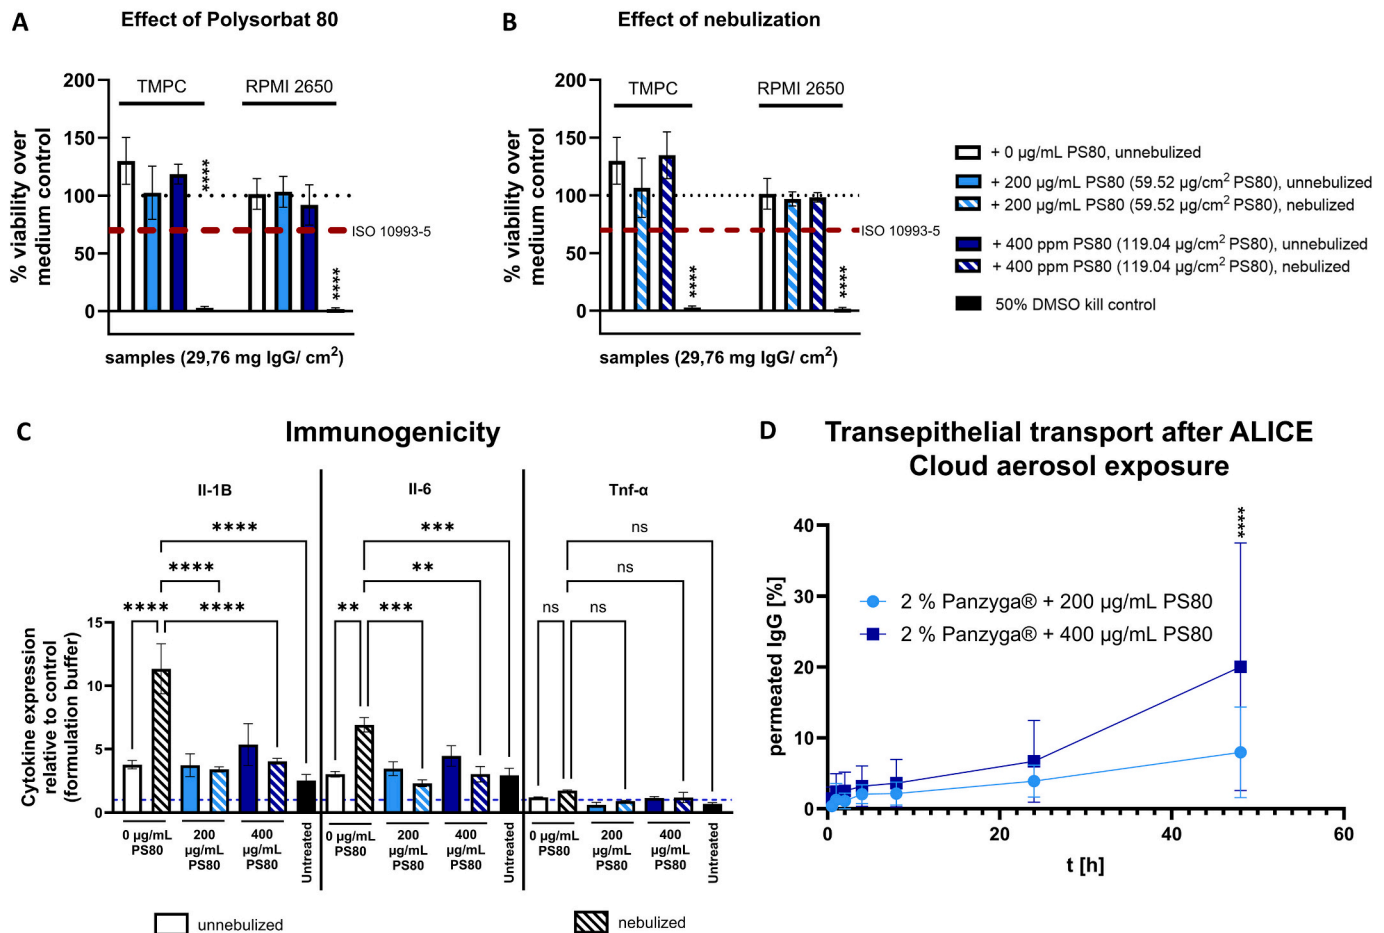 A
Effect of Polysorbat 80
200
150
100
50
0
% viability over
medium control
TMPC
RPMI 2650
****
****
ISO 10993-5
samples (29,76 mg IgG/ cm²)
B
Effect of nebulization
200
150
100
50
0
% viability over
medium control
TMPC
RPMI 2650
****
****
ISO 10993-5
samples (29,76 mg IgG/ cm²)
+ 0 µg/mL PS80, unnebulized
+ 200 µg/mL PS80 (59.52 µg/cm² PS80), unnebulized
+ 200 µg/mL PS80 (59.52 µg/cm² PS80), nebulized
+ 400 ppm PS80 (119.04 µg/cm² PS80), unnebulized
+ 400 ppm PS80 (119.04 µg/cm² PS80), nebulized
50% DMSO kill control
C
Immunogenicity
Il-1B
Il-6
Tnf-α
****
****
****
****
***
**
**
***
ns
ns
ns
ns
15
10
5
0
Cytokine expression
relative to control
(formulation buffer)
0 µg/mL
PS80
200
µg/mL
PS80
400
µg/mL
PS80
Untreated
0 µg/mL
PS80
200
µg/mL
PS80
400
µg/mL
PS80
Untreated
0 µg/mL
PS80
200
µg/mL
PS80
400
µg/mL
PS80
Untreated
unnebulized
nebulized
D
Transepithelial transport after ALICE
Cloud aerosol exposure
****
40
30
20
10
0
permeated IgG [%]
2 % Panzyga® + 200 µg/mL PS80
2 % Panzyga® + 400 µg/mL PS80
0
20
40
60
t [h]